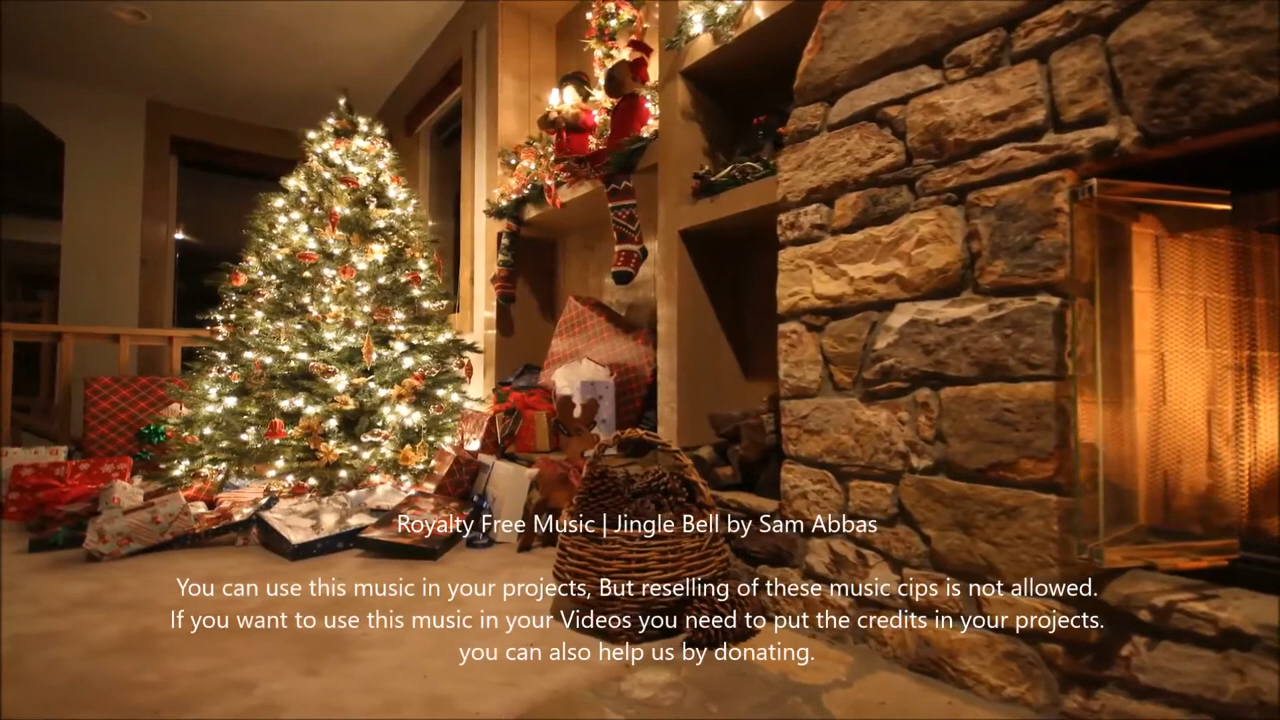 Royalty Free Music | Jingle Bell by Sam Abbas
You can use this music in your projects, But reselling of these music cips is not allowed.
If you want to use this music in your Videos you need to put the credits in your projects.
you can also help us by donating.